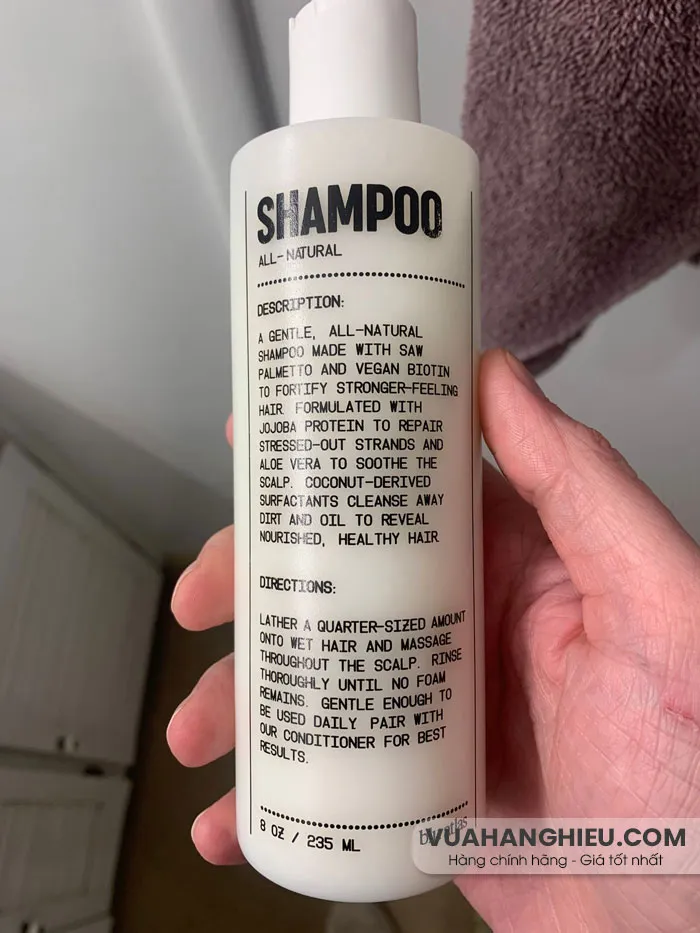 SHAMPOO
ALL-NATURAL
DESCRIPTION:
A GENTLE, ALL-NATURAL
SHAMPOO MADE WITH SAW
PALMETTO AND VEGAN BIOTIN
TO FORTIFY STRONGER-FEELING
HAIR. FORMULATED WITH
JOJOBA PROTEIN TO REPAIR
STRESSED-OUT STRANDS AND
ALOE VERA TO SOOTHE THE
SCALP. COCONUT-DERIVED
SURFACTANTS CLEANSE AWAY
DIRT AND OIL TO REVEAL
NOURISHED, HEALTHY HAIR.
DIRECTIONS:
LATHER A QUARTER-SIZED AMOUNT
ONTO WET HAIR AND MASSAGE
THROUGHOUT THE SCALP. RINSE
THOROUGHLY UNTIL NO FOAM
REMAINS. GENTLE ENOUGH TO
BE USED DAILY. PAIR WITH
OUR CONDITIONER FOR BEST
RESULTS.
8 OZ / 235 ML
VUAHANGHIEU.COM
Hàng chính hãng - Giá tốt nhất